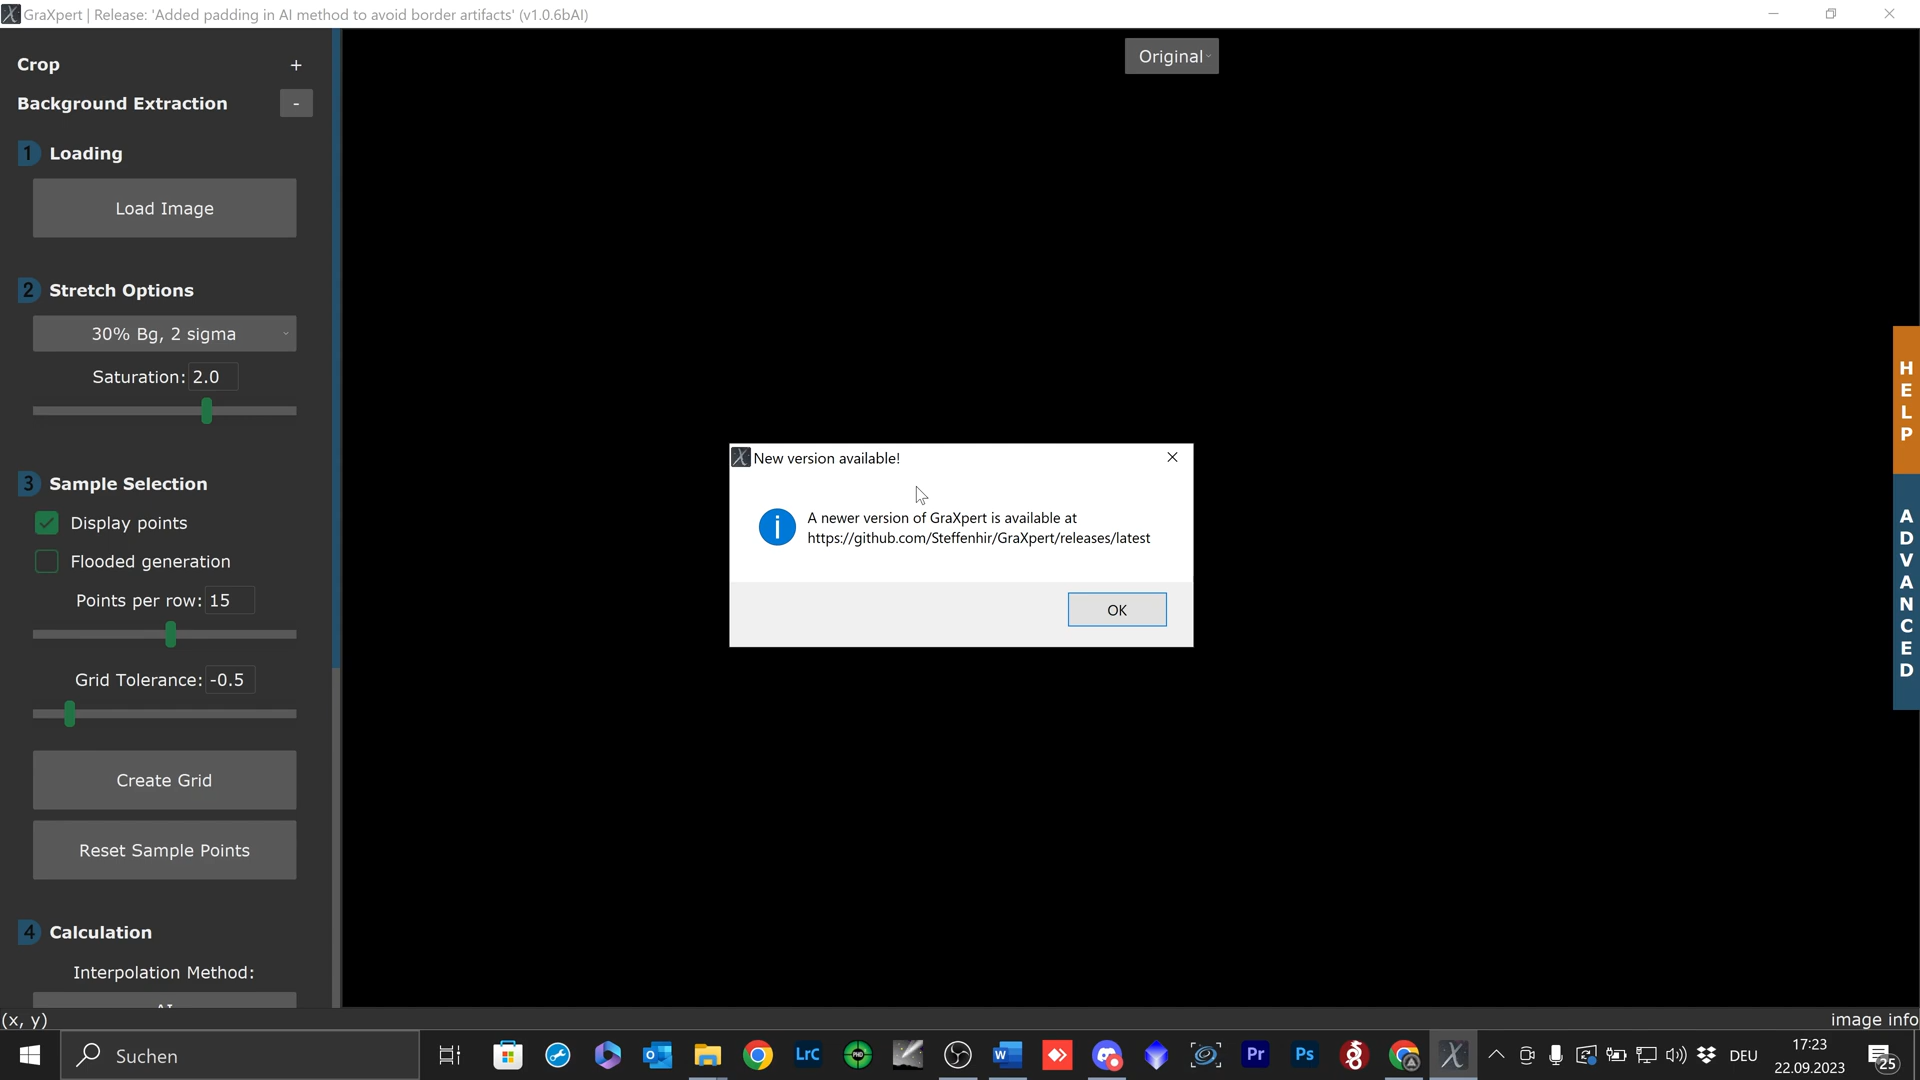 GraXpert | Release: 'Added padding in AI method to avoid border artifacts' (v1.0.6bAI)
Crop +
Background Extraction -
1 Loading
Load Image
2 Stretch Options
30% Bg, 2 sigma
Saturation: 2.0
3 Sample Selection
Display points
Flooded generation
Points per row: 15
Grid Tolerance: -0.5
Create Grid
Reset Sample Points
4 Calculation
Interpolation Method:
AI
(x, y)
Original
New version available!
A newer version of GraXpert is available at
https://github.com/Steffenhir/GraXpert/releases/latest
OK
HELP
ADVANCED
image info
Suchen
LrC
PHD
Pr
Ps
DEU
17:23
22.09.2023
25